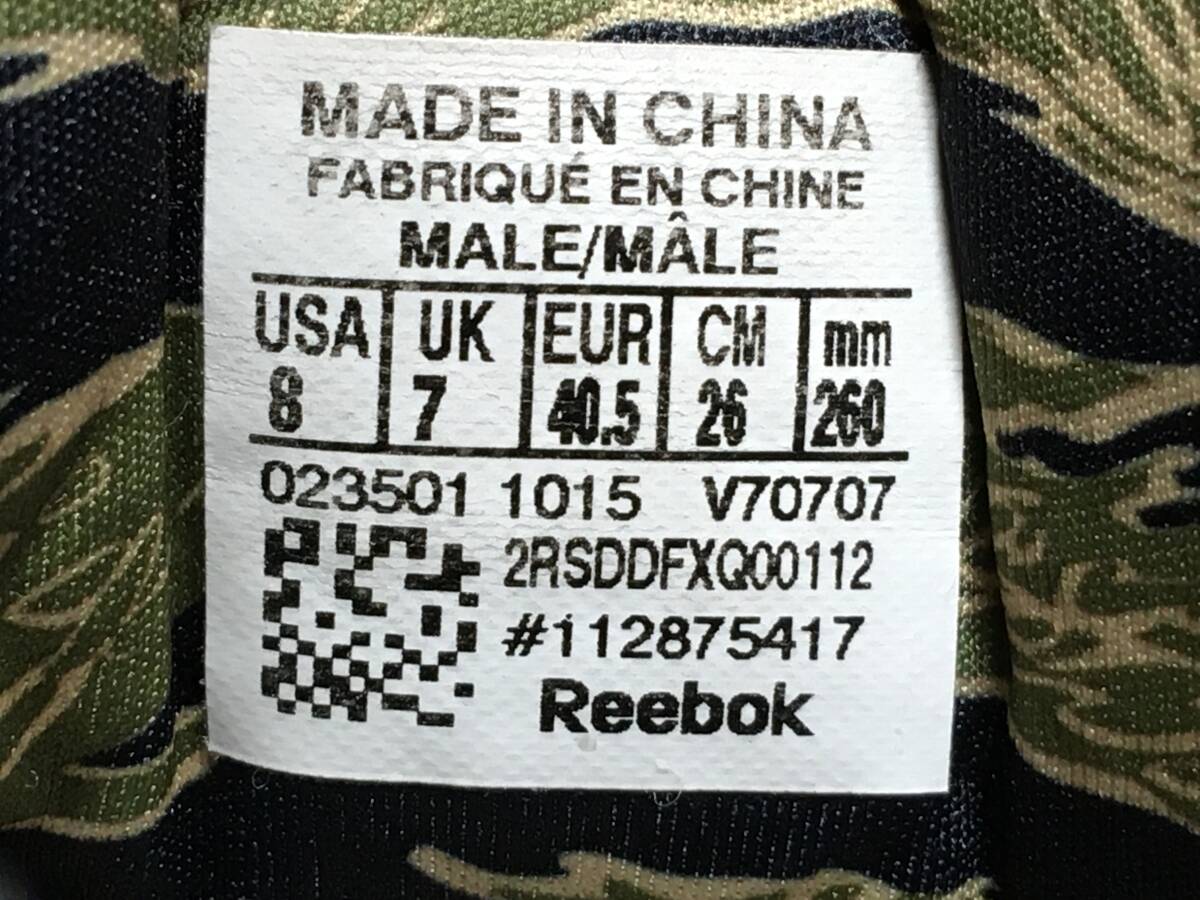 MADE IN CHINA
FABRIQUÉ EN CHINE
MALE/MÂLE
USA UK EUR CM mm
8 7 40.5 26 260
023501 1015 V70707
2RSDDFXQ00112
#112875417
Reebok